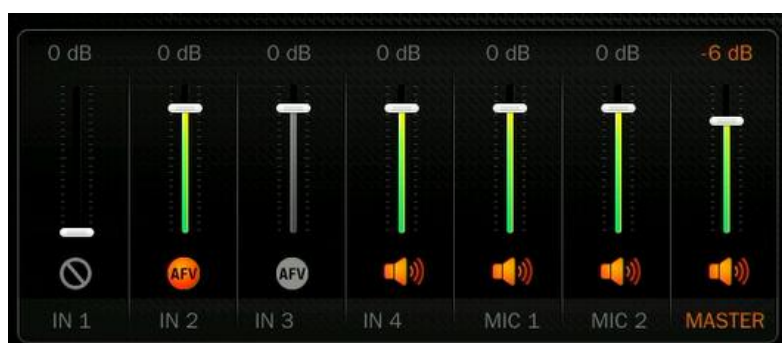 0 dB 0 dB 0 dB 0 dB 0 dB 0 dB -6 dB
AFV AFV
IN 1 IN 2 IN 3 IN 4 MIC 1 MIC 2 MASTER